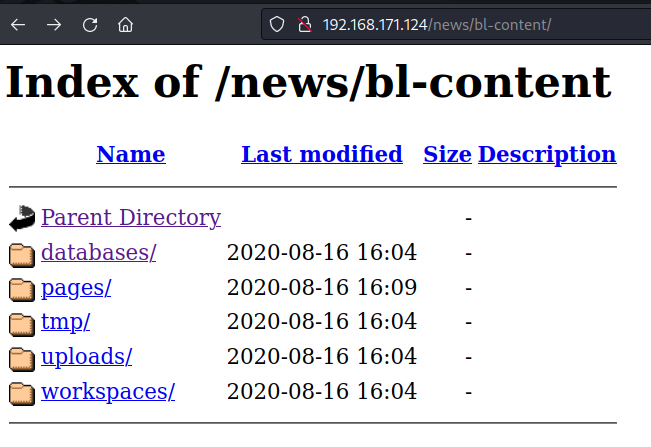 192.168.171.124/news/bl-content/
Index of /news/bl-content
Name Last modified Size Description
Parent Directory -
databases/ 2020-08-16 16:04 -
pages/ 2020-08-16 16:09 -
tmp/ 2020-08-16 16:04 -
uploads/ 2020-08-16 16:04 -
workspaces/ 2020-08-16 16:04 -